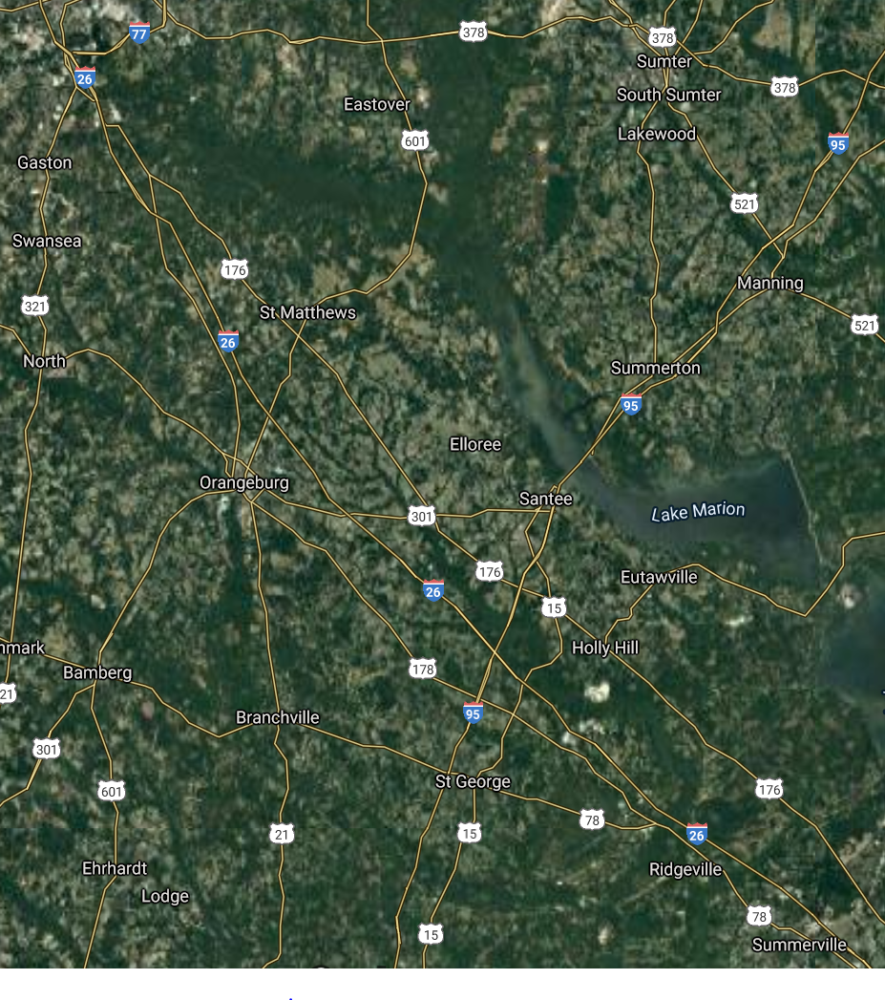 77
378
378
Sumter
26
378
South Sumter
Eastover
601
Lakewood
95
Gaston
521
Swansea
176
Manning
321
St Matthews
521
26
North
Summerton
95
Elloree
Orangeburg
Santee
Lake Marion
301
176
Eutawville
26
15
Holly Hill
nmark
178
Bamberg
21
95
Branchville
301
St George
176
601
78
21
15
26
Ehrhardt
Ridgeville
Lodge
78
15
Summerville